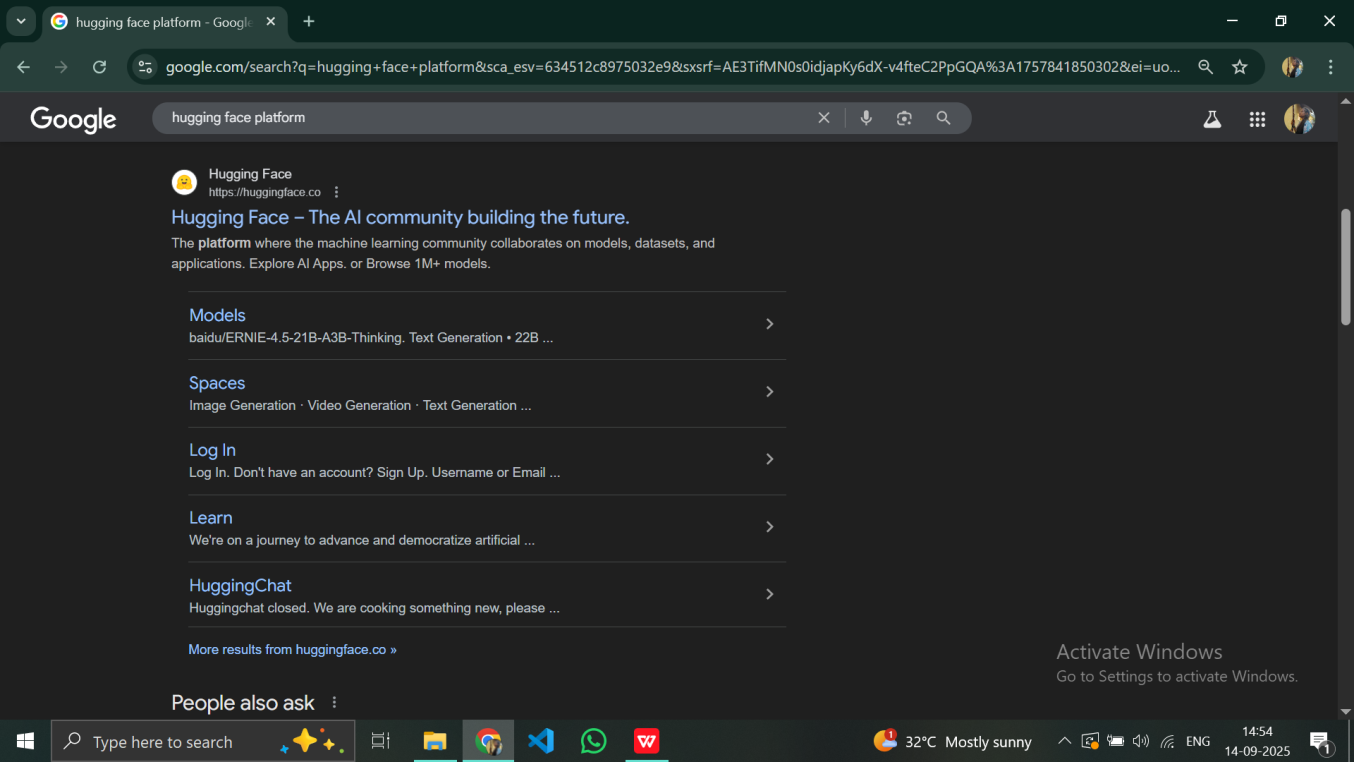 hugging face platform - Google
google.com/search?q=hugging+face+platform&sca_esv=634512c8975032e9&sxsrf=AE3TifMN0s0idjapKy6dX-v4fteC2PpGQA%3A1757841850302&ei=uo...
Google
hugging face platform
Hugging Face
https://huggingface.co
Hugging Face – The AI community building the future.
The platform where the machine learning community collaborates on models, datasets, and
applications. Explore AI Apps. or Browse 1M+ models.
Models
baidu/ERNIE-4.5-21B-A3B-Thinking. Text Generation • 22B ...
Spaces
Image Generation · Video Generation · Text Generation ...
Log In
Log In. Don't have an account? Sign Up. Username or Email ...
Learn
We're on a journey to advance and democratize artificial ...
HuggingChat
Huggingchat closed. We are cooking something new, please ...
More results from huggingface.co »
People also ask
Activate Windows
Go to Settings to activate Windows.
Type here to search
W
1
32°C Mostly sunny
ENG
14:54
14-09-2025
1